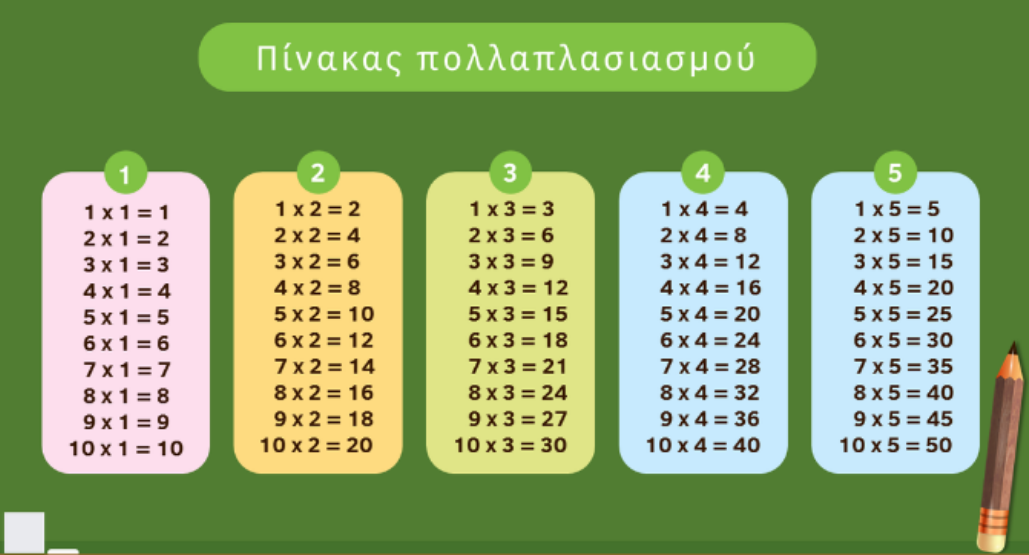 Πίνακας πολλαπλασιασμού
1
1 x 1 = 1
2 x 1 = 2
3 x 1 = 3
4 x 1 = 4
5 x 1 = 5
6 x 1 = 6
7 x 1 = 7
8 x 1 = 8
9 x 1 = 9
10 x 1 = 10
2
1 x 2 = 2
2 x 2 = 4
3 x 2 = 6
4 x 2 = 8
5 x 2 = 10
6 x 2 = 12
7 x 2 = 14
8 x 2 = 16
9 x 2 = 18
10 x 2 = 20
3
1 x 3 = 3
2 x 3 = 6
3 x 3 = 9
4 x 3 = 12
5 x 3 = 15
6 x 3 = 18
7 x 3 = 21
8 x 3 = 24
9 x 3 = 27
10 x 3 = 30
4
1 x 4 = 4
2 x 4 = 8
3 x 4 = 12
4 x 4 = 16
5 x 4 = 20
6 x 4 = 24
7 x 4 = 28
8 x 4 = 32
9 x 4 = 36
10 x 4 = 40
5
1 x 5 = 5
2 x 5 = 10
3 x 5 = 15
4 x 5 = 20
5 x 5 = 25
6 x 5 = 30
7 x 5 = 35
8 x 5 = 40
9 x 5 = 45
10 x 5 = 50